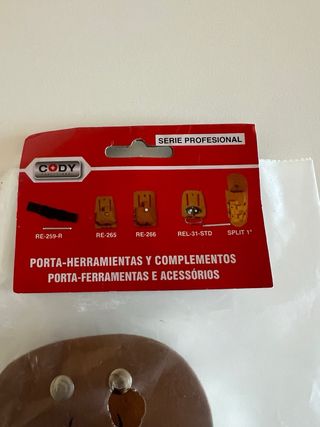 SERIE PROFESIONAL
CODY
RE-259-R RE-265 RE-266 REL-31-STD SPLIT 1"
PORTA-HERRAMIENTAS Y COMPLEMENTOS
PORTA-FERRAMENTAS E ACESSÓRIOS